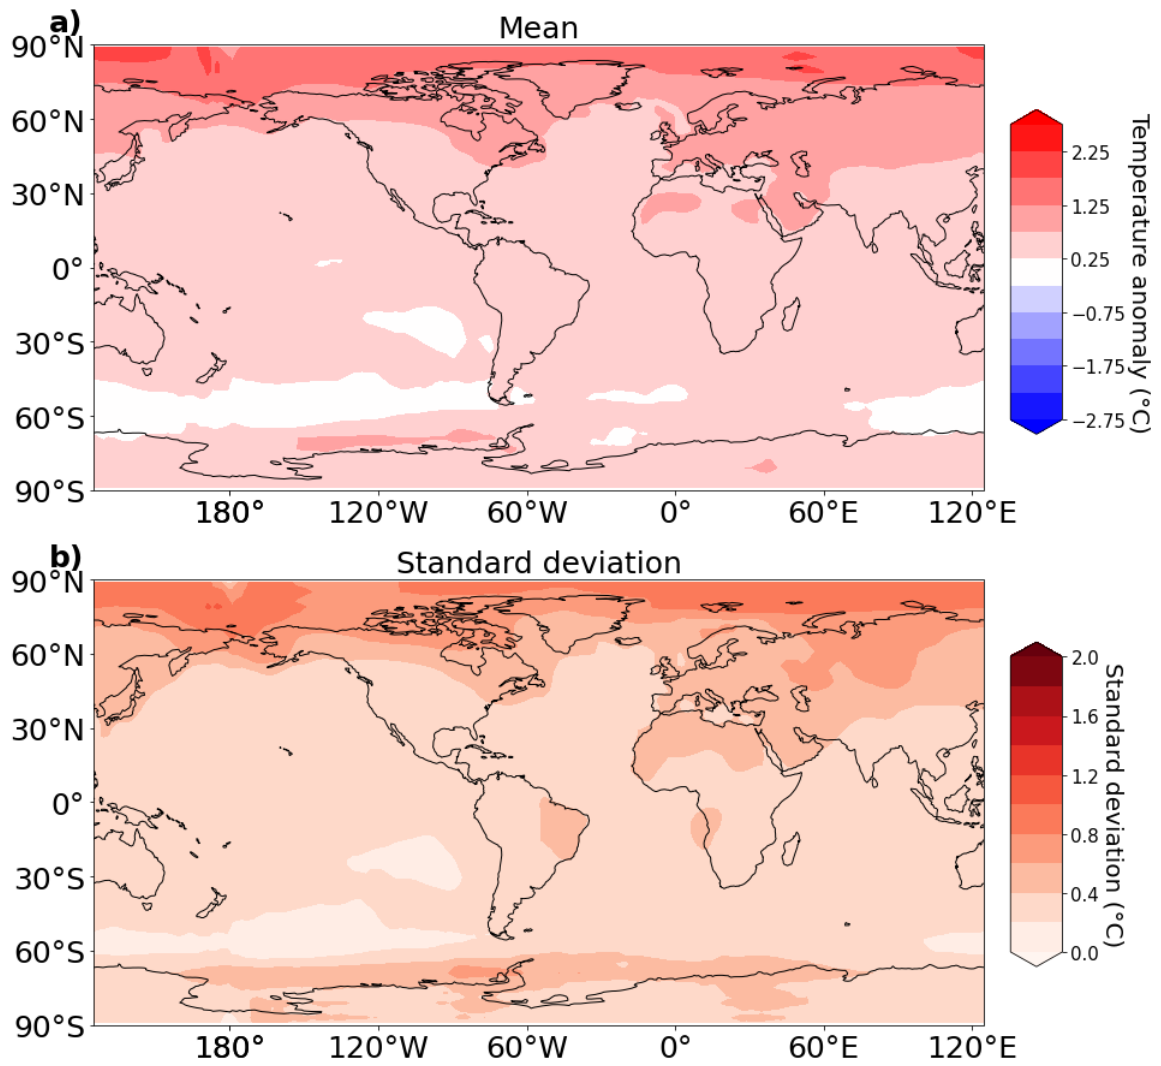 a)
Mean
90°N
60°N
30°N
0°
30°S
60°S
90°S
180°
120°W
60°W
0°
60°E
120°E
2.25
1.25
0.25
−0.75
−1.75
−2.75
Temperature anomaly (°C)
b)
Standard deviation
90°N
60°N
30°N
0°
30°S
60°S
90°S
180°
120°W
60°W
0°
60°E
120°E
2.0
1.6
1.2
0.8
0.4
0.0
Standard deviation (°C)